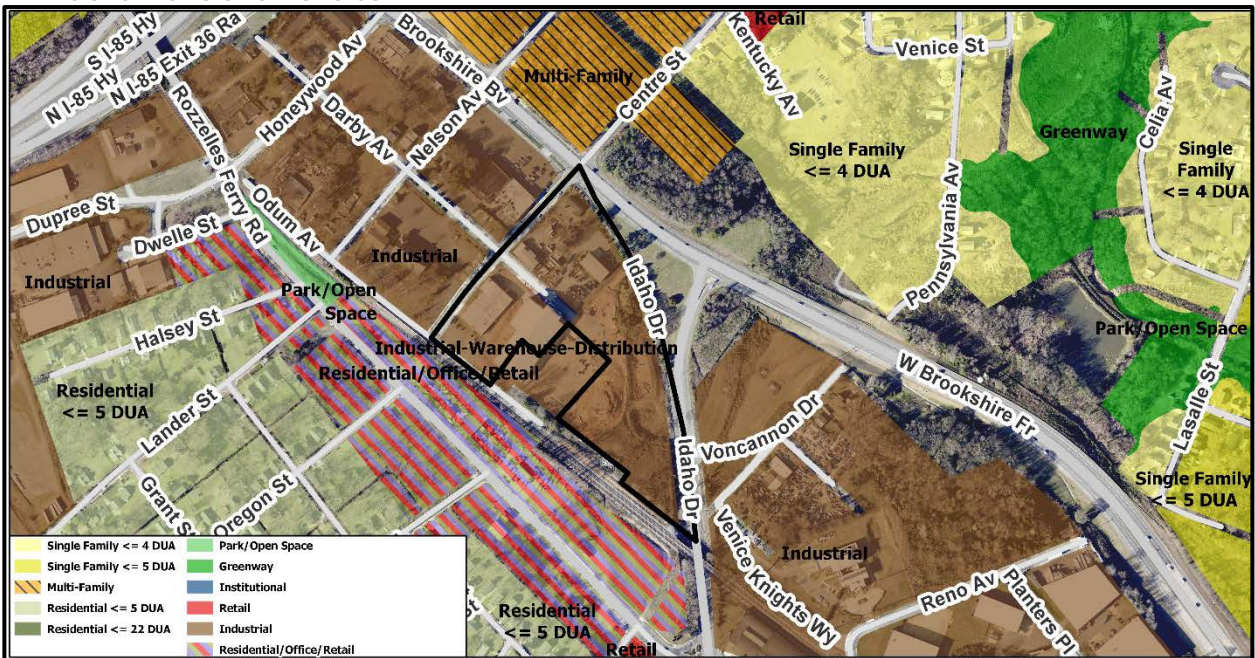 Retail
Kentucky Av
Venice St
S I-85 Hy
N I-85 Hy
N I-85 Exit 36 Ra
Honeywood Av
Brookshire Bv
Multi-Family
Centre St
Greenway
Celia Av
Rozzelles Ferry Rd
Darby Av
Nelson Av
Single Family
<= 4 DUA
Single
Family
<= 4 DUA
Dupree St
Odum Av
Pennsylvania Av
Dwelle St
Industrial
Industrial
Idaho Dr
Park/Open
Space
Halsey St
Park/Open Space
Industrial-Warehouse-Distribution
Residential/Office/Retail
W Brookshire Fr
Lasalle St
Residential
<= 5 DUA
Lander St
Voncannon Dr
Idaho Dr
Single Family
<= 5 DUA
Grant St
Oregon St
Venice Knights Wy
Industrial
Reno Av
Planters Pl
Residential
<= 5 DUA
Retail
Single Family <= 4 DUA
Single Family <= 5 DUA
Multi-Family
Residential <= 5 DUA
Residential <= 22 DUA
Park/Open Space
Greenway
Institutional
Retail
Industrial
Residential/Office/Retail